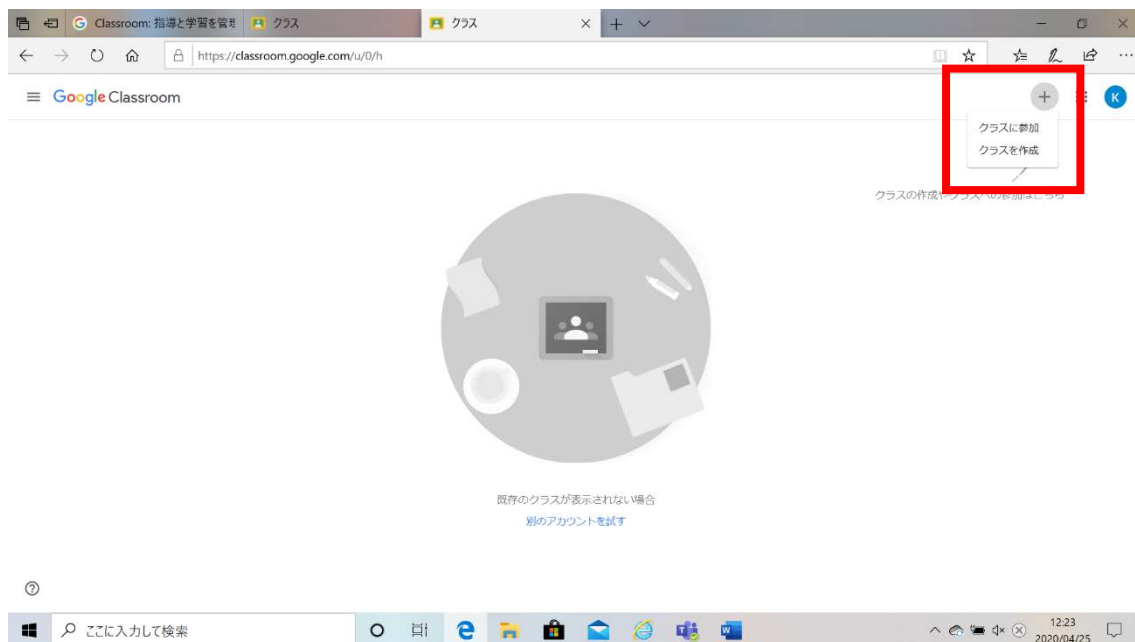 Classroom: 指導と学習を管理
クラス
クラス
https://classroom.google.com/u/0/h
Google Classroom
K
クラスに参加
クラスを作成
クラスの作成やクラスへの参加はこちら
既存のクラスが表示されない場合
別のアカウントを試す
ここに入力して検索
12:23
2020/04/25